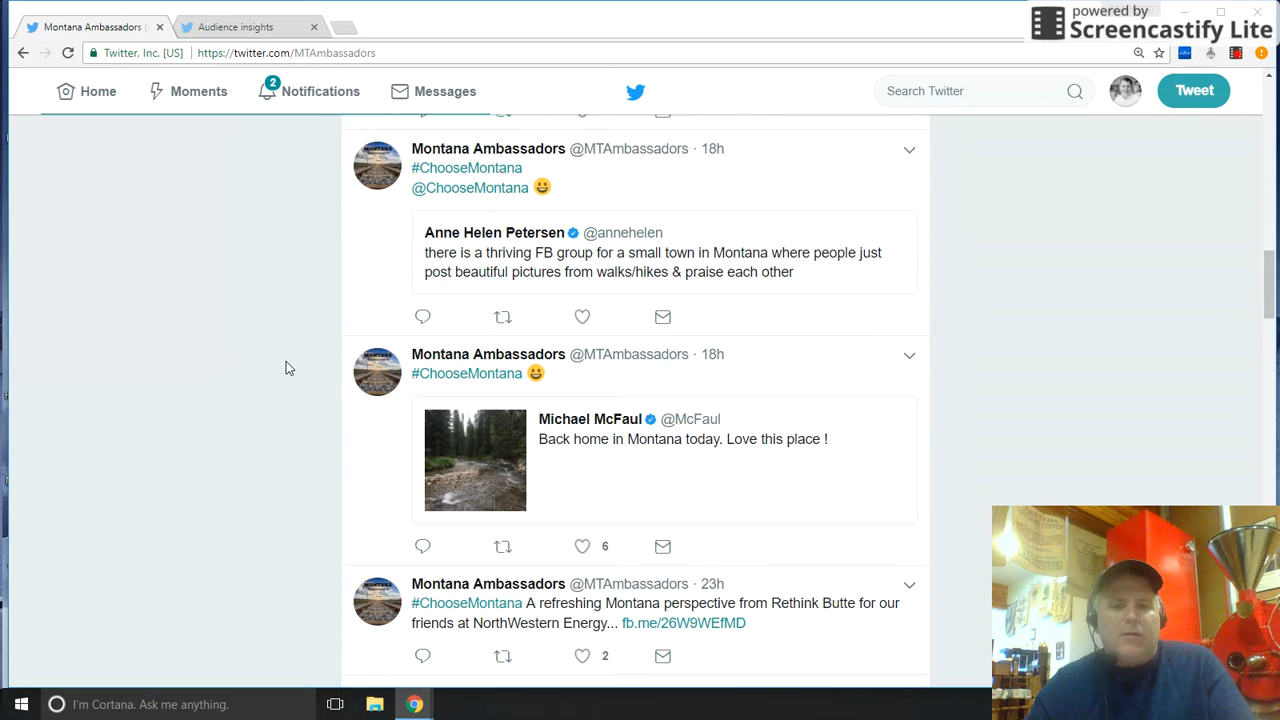 powered by
Screencastify Lite
Montana Ambassadors (
Audience insights
Twitter, Inc. [US]
https://twitter.com/MTAmbassadors
Home
Moments
2
Notifications
Messages
Search Twitter
Tweet
Montana Ambassadors @MTAmbassadors · 18h
#ChooseMontana
@ChooseMontana 😀
Anne Helen Petersen @annehelen
there is a thriving FB group for a small town in Montana where people just
post beautiful pictures from walks/hikes & praise each other
Montana Ambassadors @MTAmbassadors · 18h
#ChooseMontana 😀
Michael McFaul @McFaul
Back home in Montana today. Love this place !
6
Montana Ambassadors @MTAmbassadors · 23h
#ChooseMontana A refreshing Montana perspective from Rethink Butte for our
friends at NorthWestern Energy... fb.me/26W9WEfMD
2
I'm Cortana. Ask me anything.